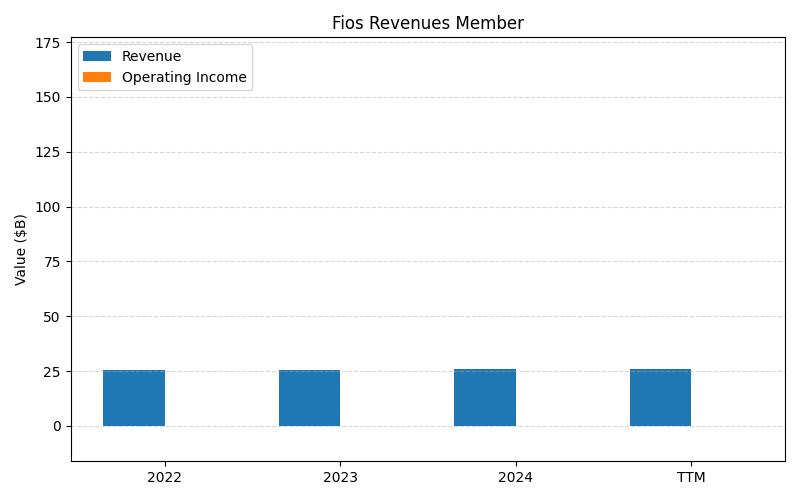 Fios Revenues Member
Revenue
Operating Income
Value ($B)
175
150
125
100
75
50
25
0
2022
2023
2024
TTM